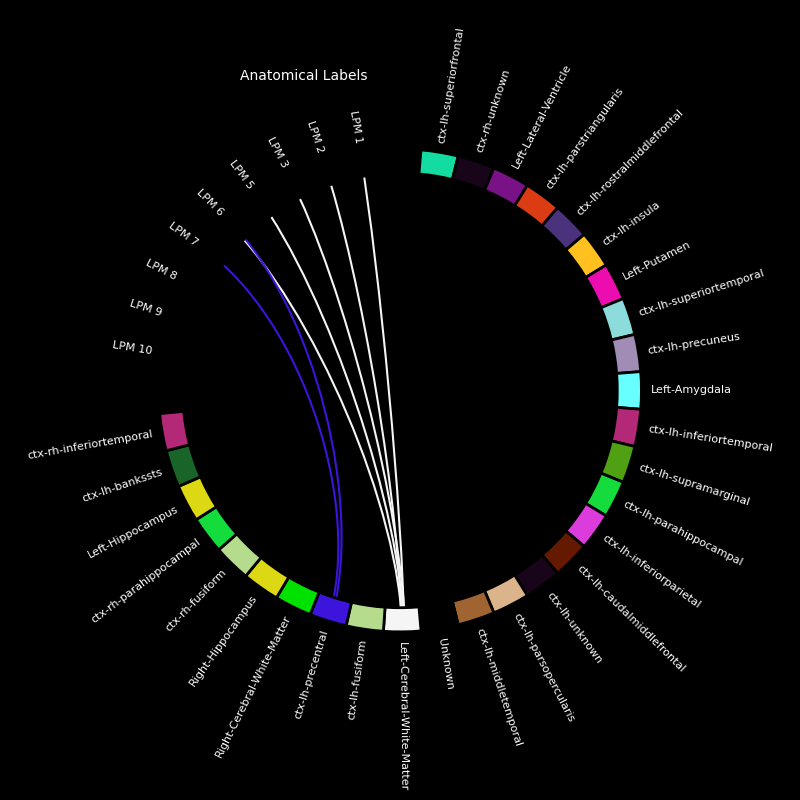 Anatomical Labels
LPM 1
LPM 2
LPM 3
LPM 5
LPM 6
LPM 7
LPM 8
LPM 9
LPM 10
ctx-rh-inferiortemporal
ctx-lh-bankssts
Left-Hippocampus
ctx-rh-parahippocampal
ctx-rh-fusiform
Right-Hippocampus
Right-Cerebral-White-Matter
ctx-lh-precentral
ctx-lh-fusiform
Left-Cerebral-White-Matter
Unknown
ctx-lh-middletemporal
ctx-lh-parsopercularis
ctx-lh-unknown
ctx-lh-caudalmiddlefrontal
ctx-lh-inferiorparietal
ctx-lh-parahippocampal
ctx-lh-supramarginal
ctx-lh-inferiortemporal
Left-Amygdala
ctx-lh-precuneus
ctx-lh-superiortemporal
Left-Putamen
ctx-lh-insula
ctx-lh-rostralmiddlefrontal
ctx-lh-parstriangularis
Left-Lateral-Ventricle
ctx-rh-unknown
ctx-lh-superiorfrontal